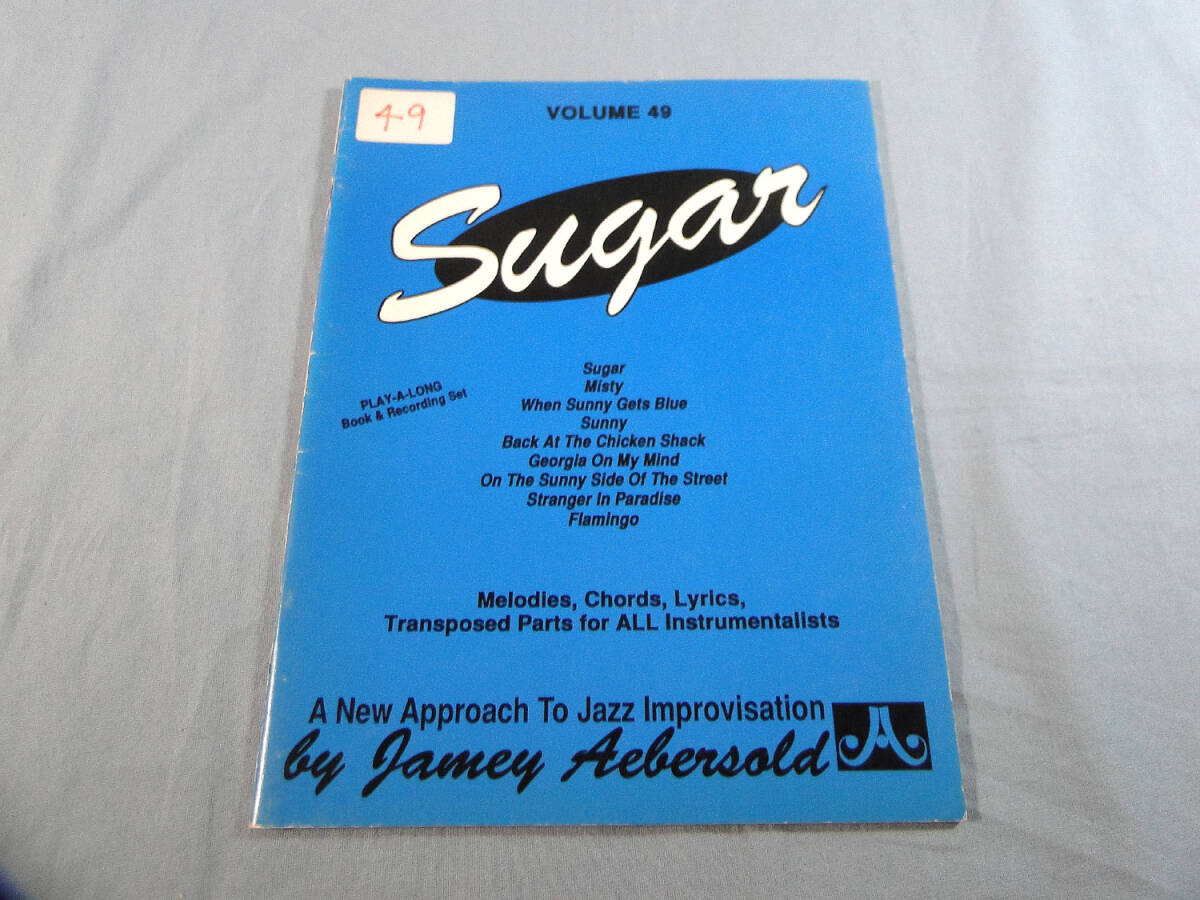 49
VOLUME 49
Sugar
PLAY-A-LONG
Book & Recording Set
Sugar
Misty
When Sunny Gets Blue
Sunny
Back At The Chicken Shack
Georgia On My Mind
On The Sunny Side Of The Street
Stranger In Paradise
Flamingo
Melodies, Chords, Lyrics,
Transposed Parts for ALL Instrumentalists
A New Approach To Jazz Improvisation
by Jamey Aebersold
JA